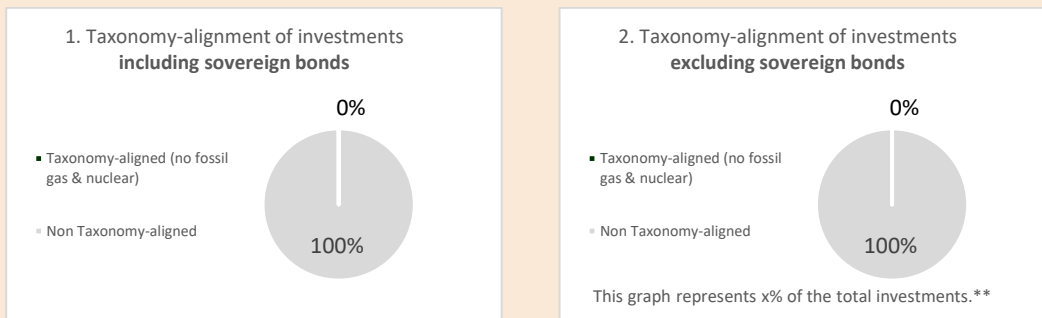 1. Taxonomy-alignment of investments
including sovereign bonds
0%
Taxonomy-aligned (no fossil
gas & nuclear)
Non Taxonomy-aligned
100%
2. Taxonomy-alignment of investments
excluding sovereign bonds
0%
Taxonomy-aligned (no fossil
gas & nuclear)
Non Taxonomy-aligned
100%
This graph represents x% of the total investments.**